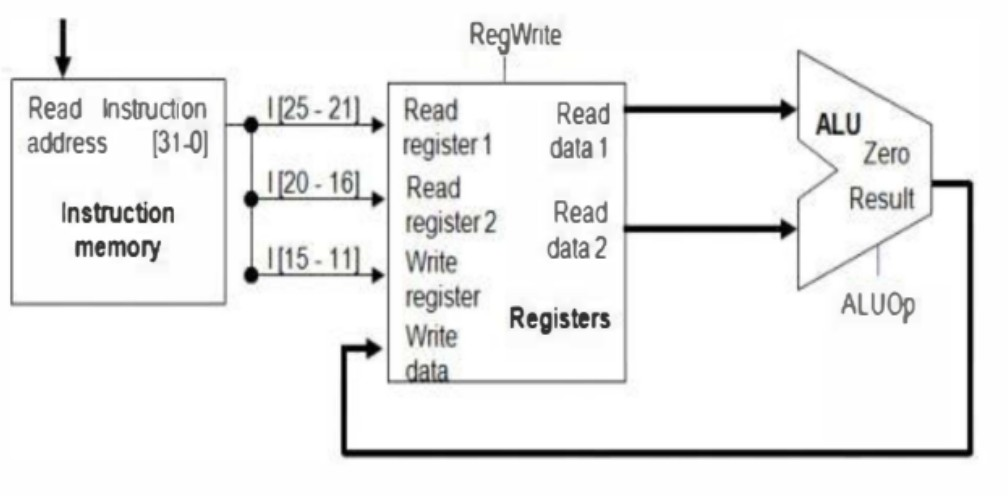 RegWrite
Read Instruction
address [31-0]
Instruction
memory
I [25 - 21]
I [20 - 16]
I [15 - 11]
Read
register 1
Read
register 2
Write
register
Write
data
Read
data 1
Read
data 2
Registers
ALU
Zero
Result
ALUOp